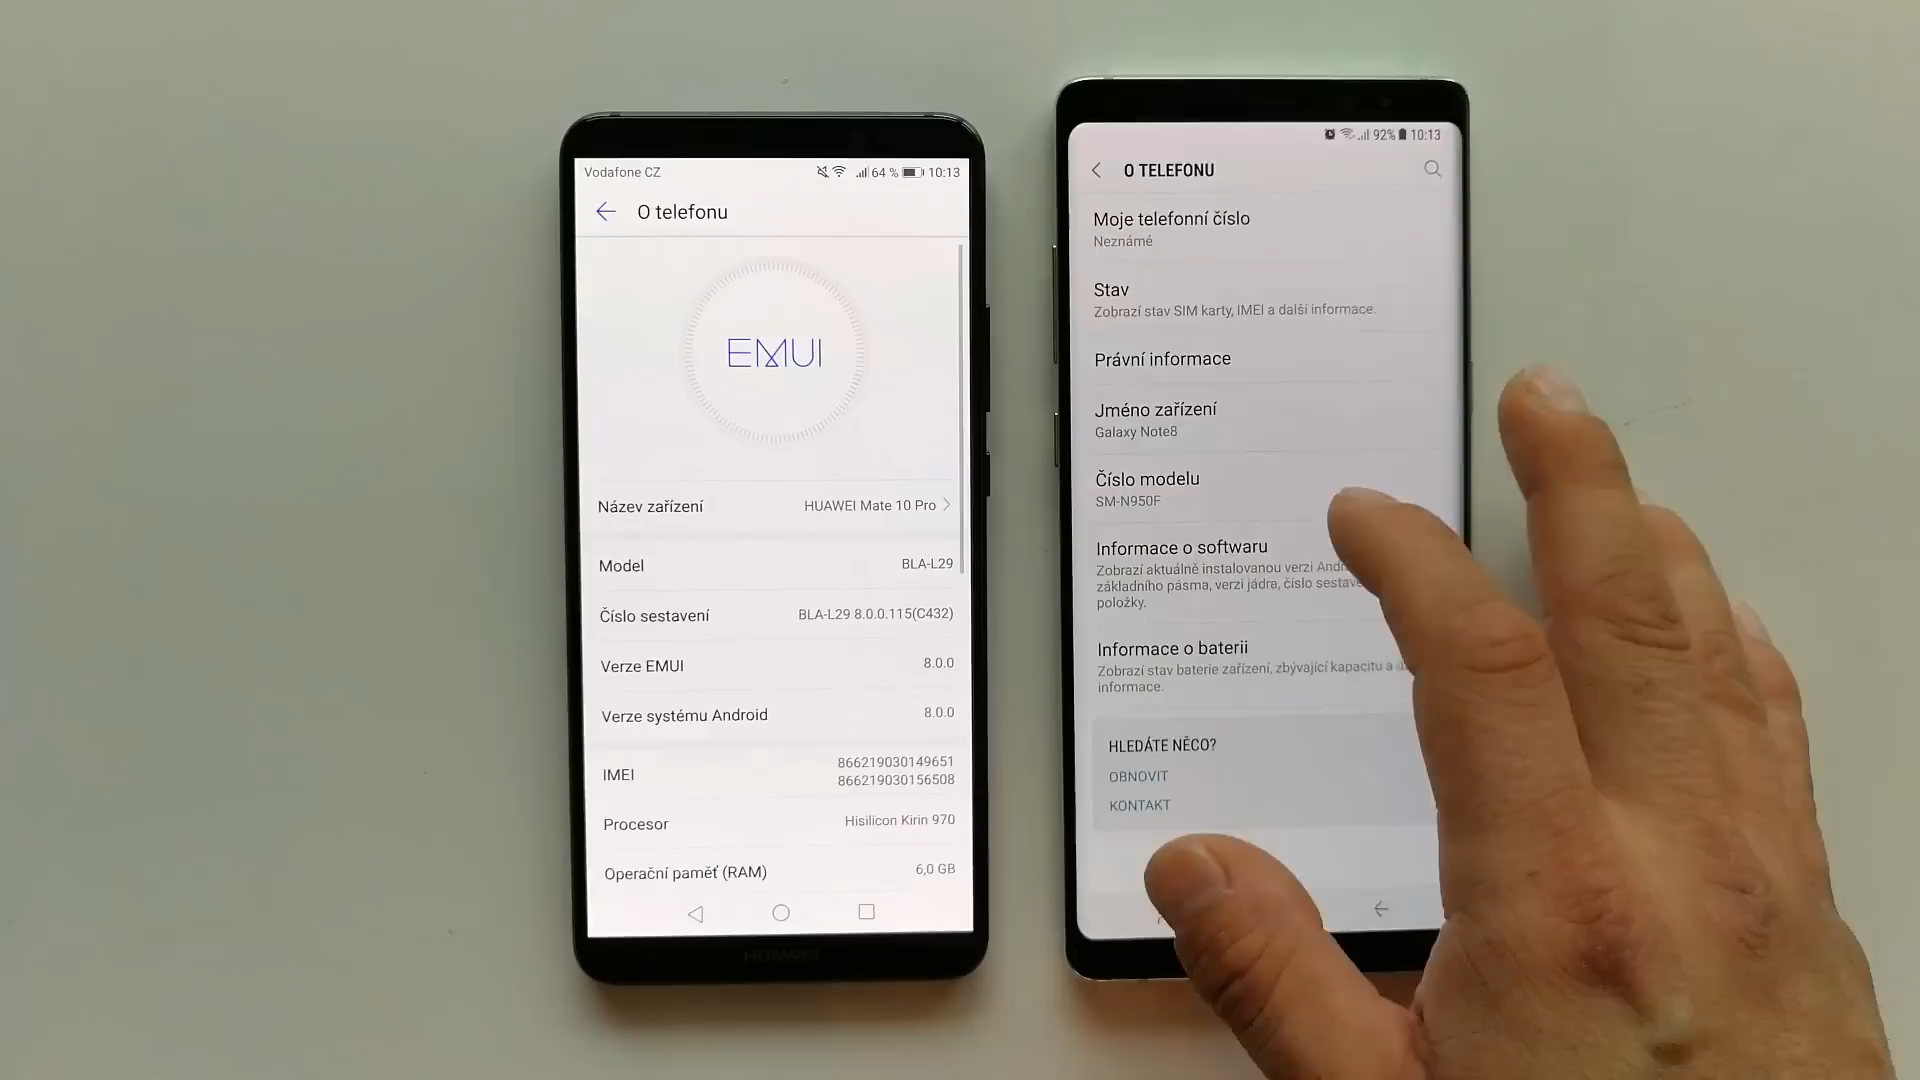 Vodafone CZ
64 %
10:13
O telefonu
EMUI
Název zařízení
HUAWEI Mate 10 Pro
Model
BLA-L29
Číslo sestavení
BLA-L29 8.0.0.115(C432)
Verze EMUI
8.0.0
Verze systému Android
8.0.0
IMEI
866219030149651
866219030156508
Procesor
Hisilicon Kirin 970
Operační paměť (RAM)
6,0 GB
HUAWEI
92%
10:13
O TELEFONU
Moje telefonní číslo
Neznámé
Stav
Zobrazí stav SIM karty, IMEI a další informace.
Právní informace
Jméno zařízení
Galaxy Note8
Číslo modelu
SM-N950F
Informace o softwaru
Zobrazí aktuálně instalovanou verzi
základního pásma, verzi jádra, číslo
položky.
Informace o baterii
Zobrazí stav baterie zařízení, zbývající kapacitu a
informace.
HLEDÁTE NĚCO?
OBNOVIT
KONTAKT